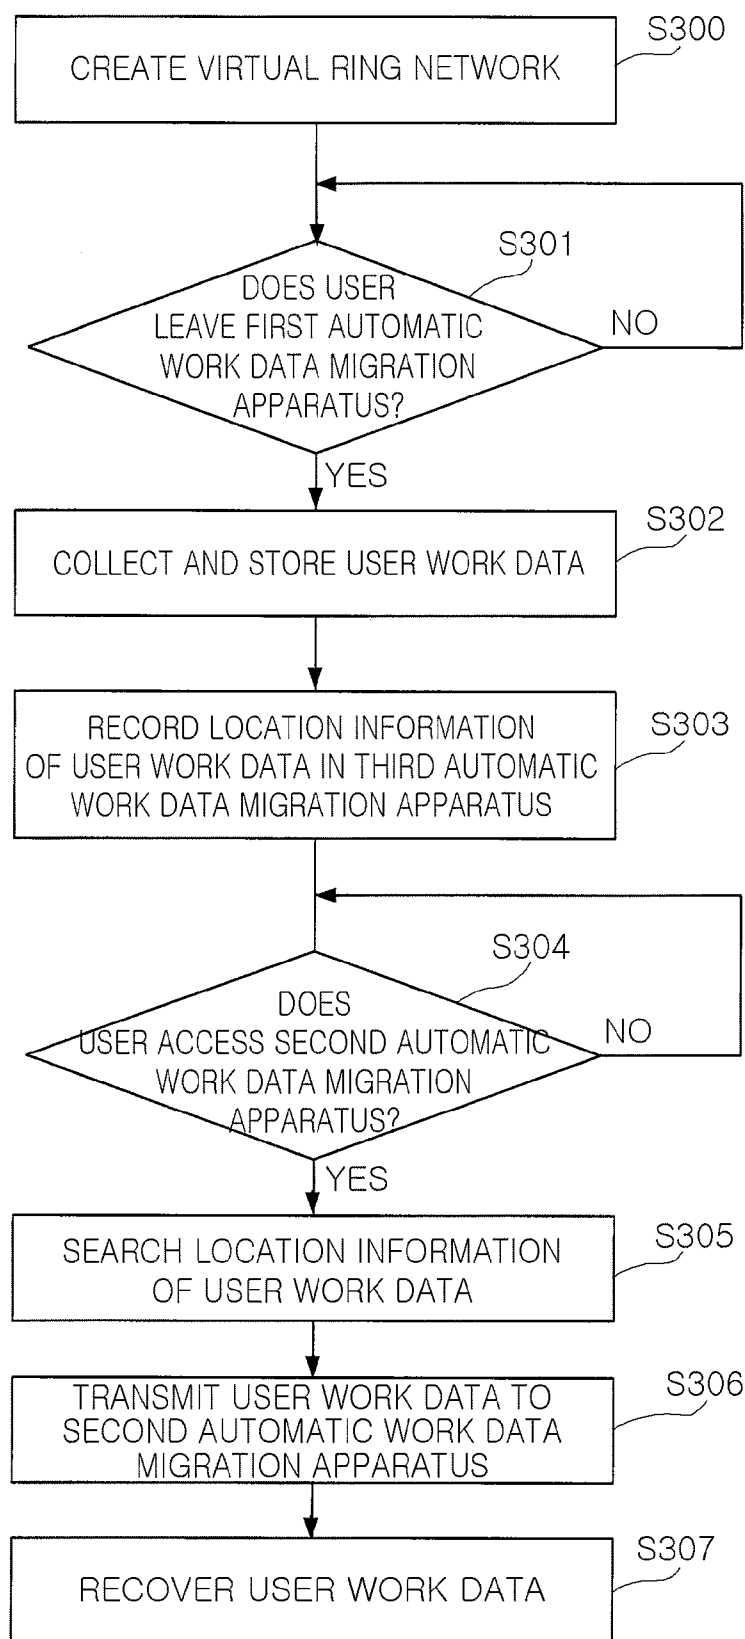 S300
CREATE VIRTUAL RING NETWORK
S301
DOES USER
LEAVE FIRST AUTOMATIC
WORK DATA MIGRATION
APPARATUS?
NO
YES
S302
COLLECT AND STORE USER WORK DATA
S303
RECORD LOCATION INFORMATION
OF USER WORK DATA IN THIRD AUTOMATIC
WORK DATA MIGRATION APPARATUS
S304
DOES
USER ACCESS SECOND AUTOMATIC
WORK DATA MIGRATION
APPARATUS?
NO
YES
S305
SEARCH LOCATION INFORMATION
OF USER WORK DATA
S306
TRANSMIT USER WORK DATA TO
SECOND AUTOMATIC WORK DATA
MIGRATION APPARATUS
S307
RECOVER USER WORK DATA